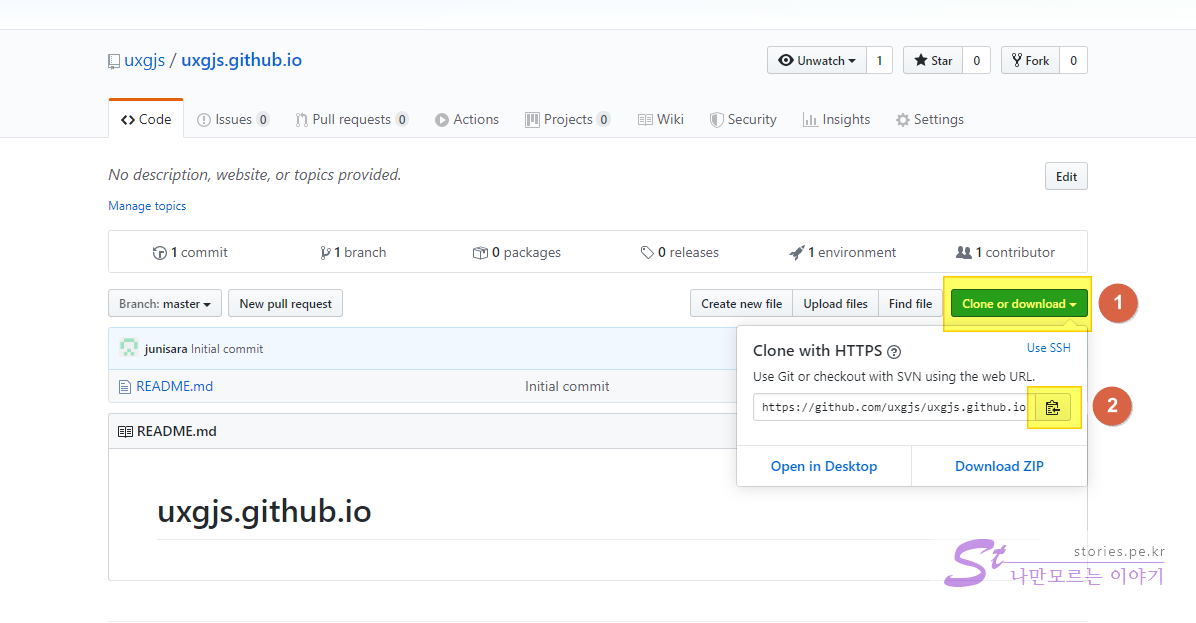 uxgjs / uxgjs.github.io
Unwatch 1 Star 0 Fork 0
Code Issues 0 Pull requests 0 Actions Projects 0 Wiki Security Insights Settings
No description, website, or topics provided.
Edit
Manage topics
1 commit 1 branch 0 packages 0 releases 1 environment 1 contributor
Branch: master New pull request Create new file Upload files Find file Clone or download 1
junisara Initial commit
README.md Initial commit
README.md
uxgjs.github.io
Clone with HTTPS ? Use SSH
Use Git or checkout with SVN using the web URL.
https://github.com/uxgjs/uxgjs.github.io 2
Open in Desktop Download ZIP
St stories.pe.kr
나만모르는 이야기